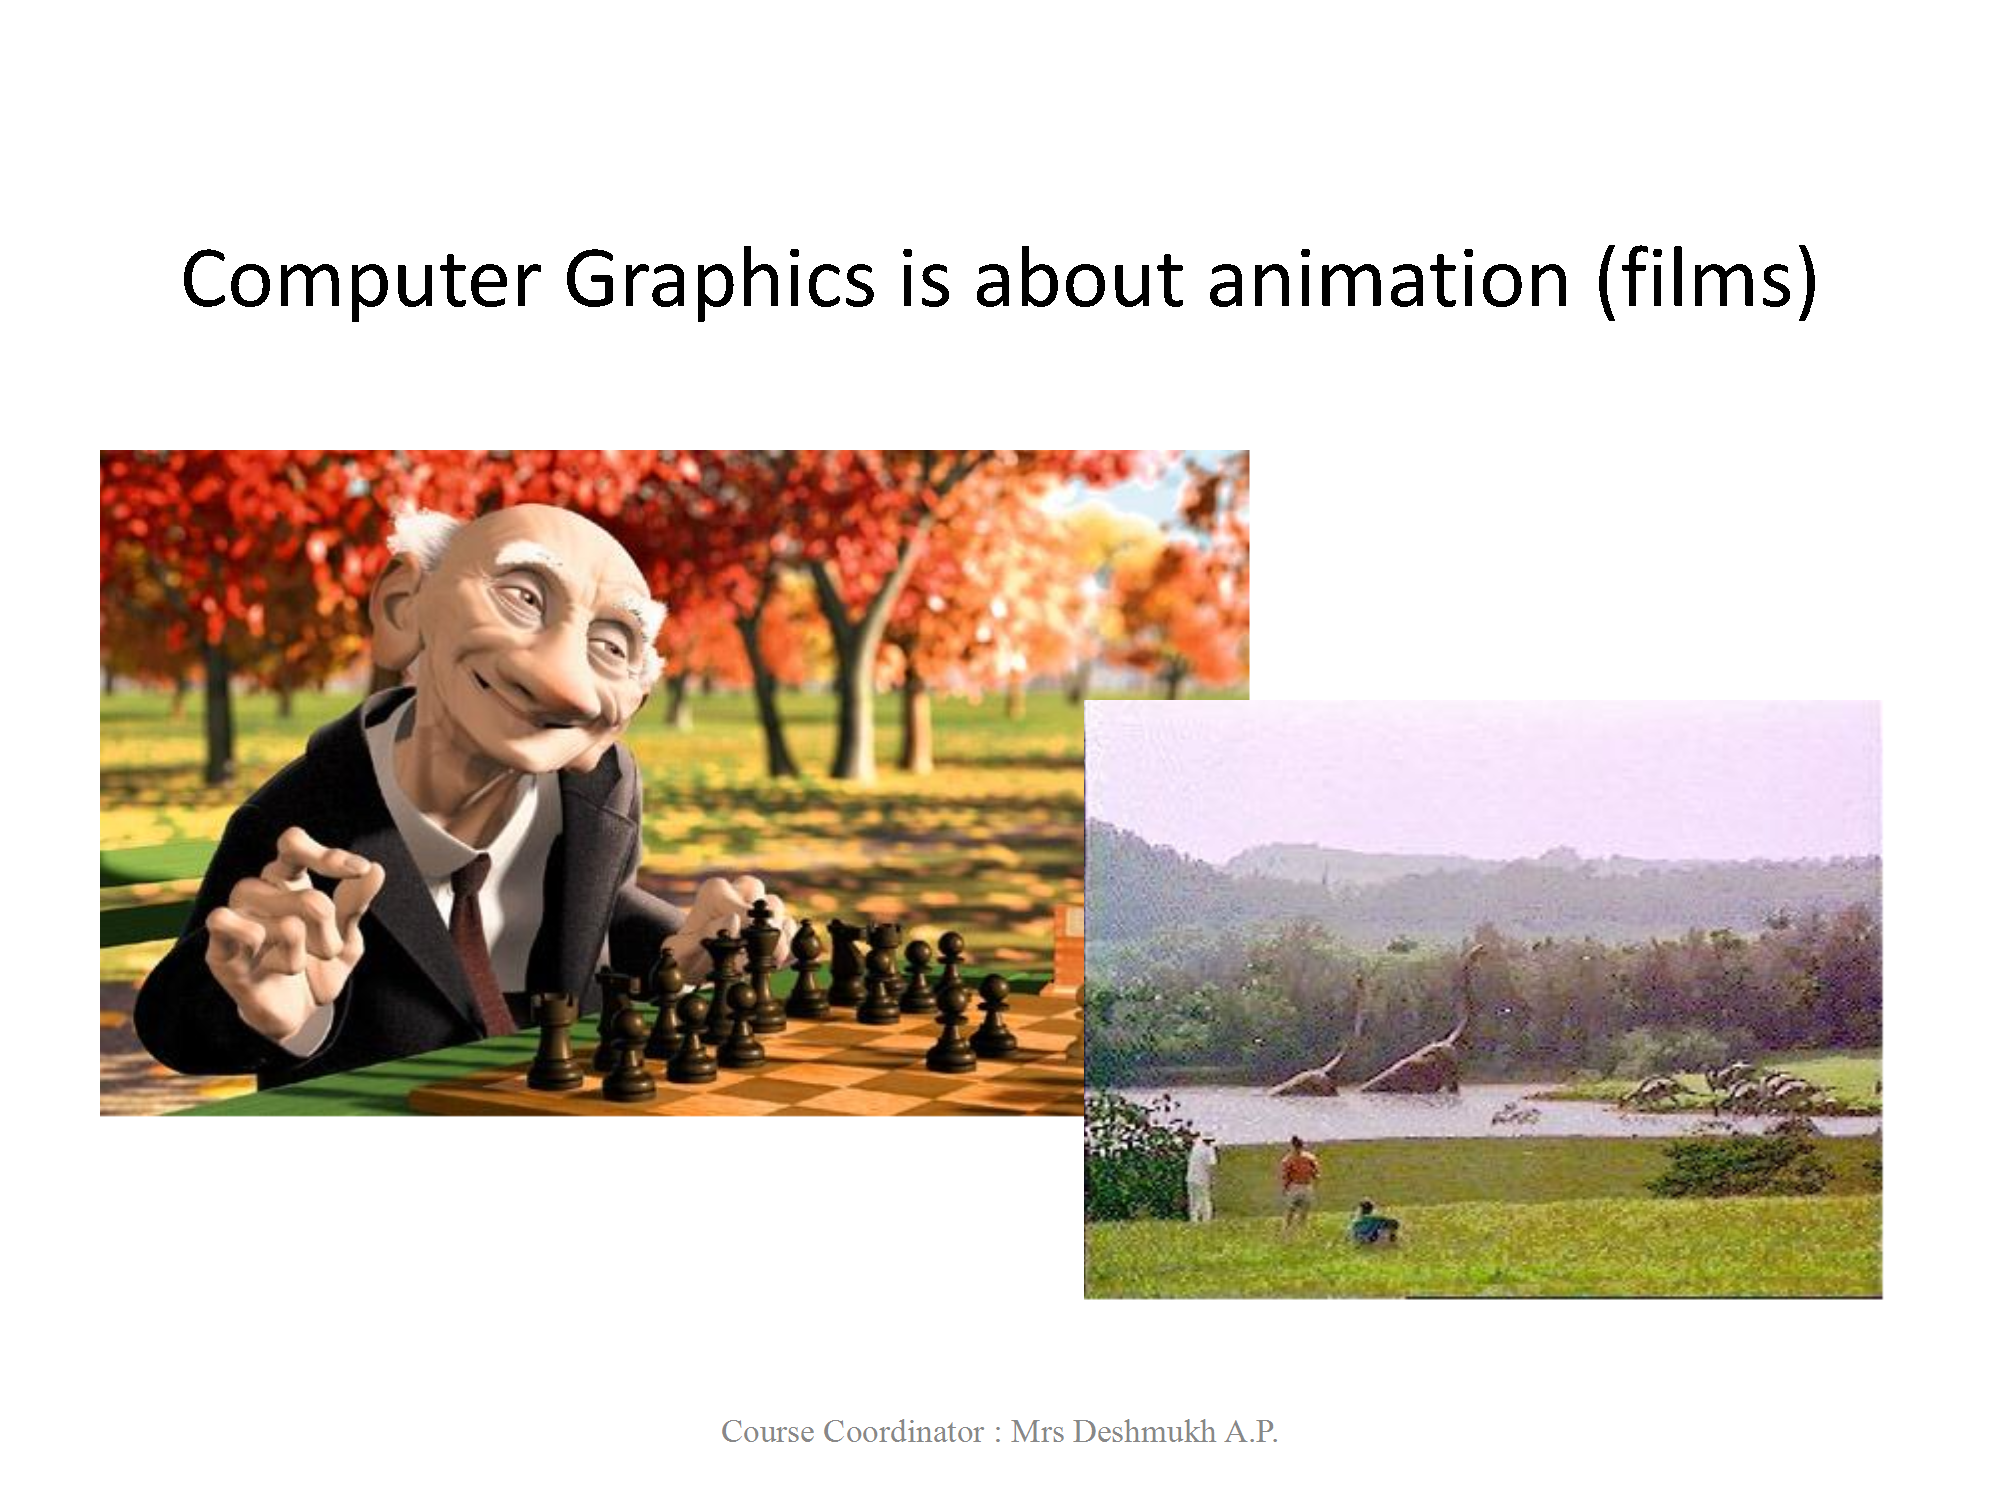 Computer Graphics is about animation (films)
Course Coordinator : Mrs Deshmukh A.P.